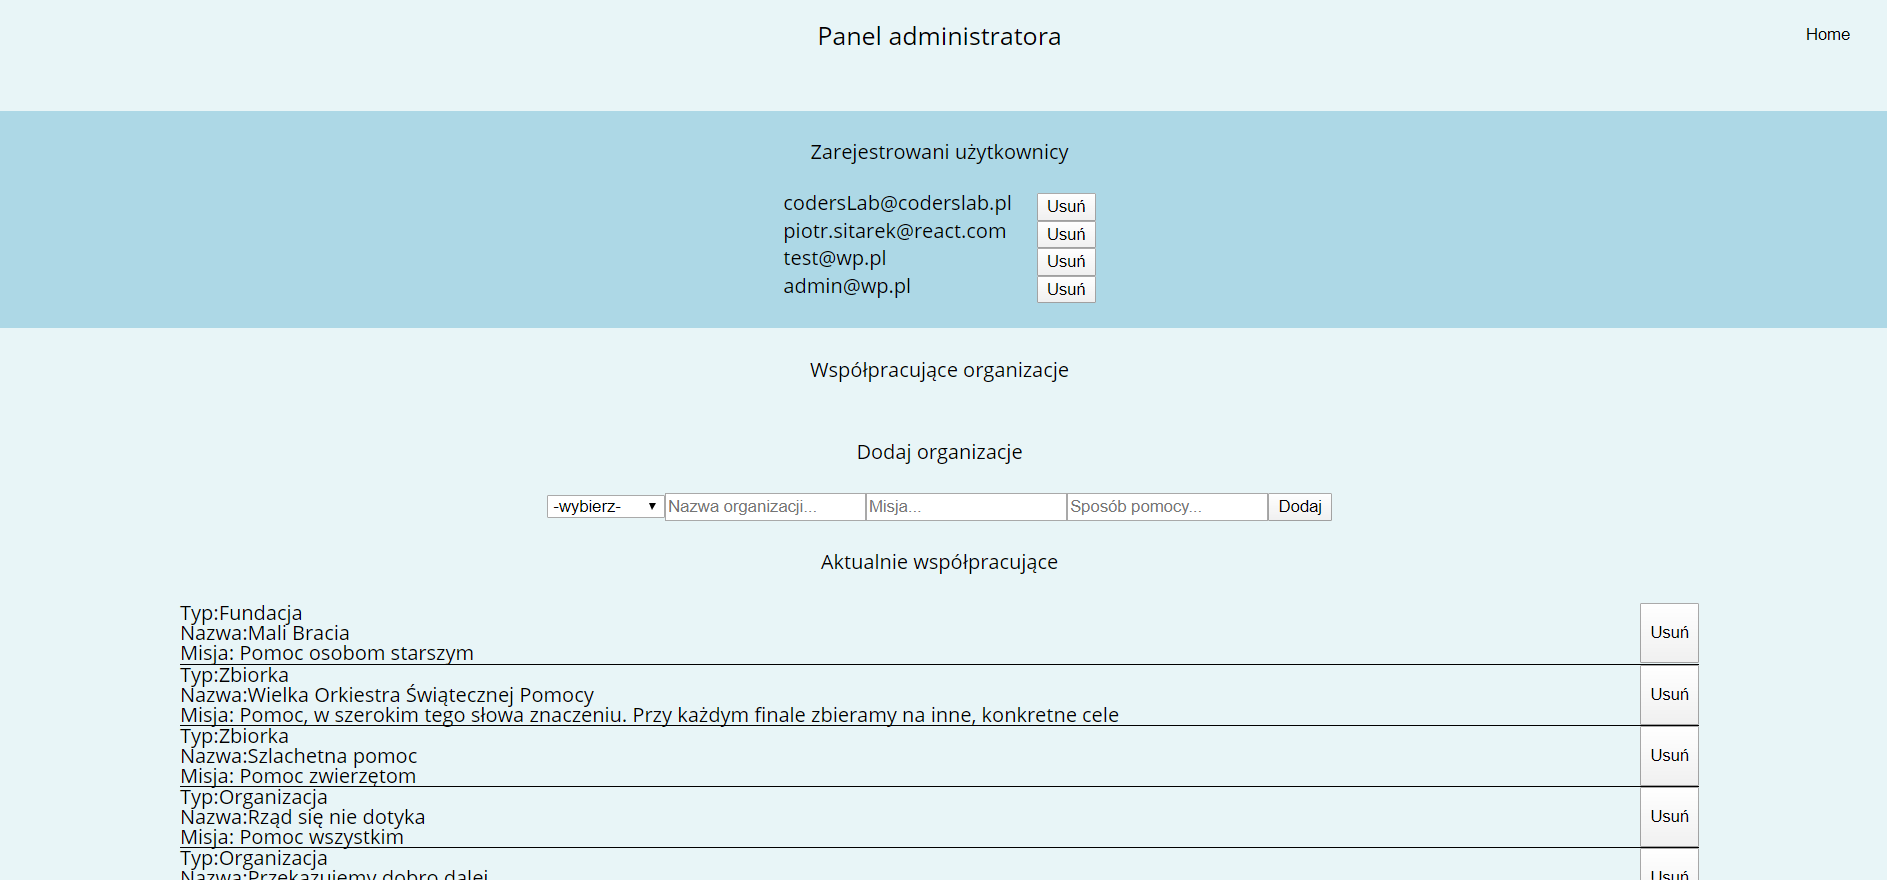 Panel administratora
Home
Zarejestrowani użytkownicy
codersLab@coderslab.pl Usuń
piotr.sitarek@react.com Usuń
test@wp.pl Usuń
admin@wp.pl Usuń
Współpracujące organizacje
Dodaj organizacje
-wybierz- Nazwa organizacji... Misja... Sposób pomocy... Dodaj
Aktualnie współpracujące
Typ:Fundacja
Nazwa:Mali Bracia
Usuń
Misja: Pomoc osobom starszym
Typ:Zbiorka
Nazwa:Wielka Orkiestra Świątecznej Pomocy
Usuń
Misja: Pomoc, w szerokim tego słowa znaczeniu. Przy każdym finale zbieramy na inne, konkretne cele
Typ:Zbiorka
Nazwa:Szlachetna pomoc
Usuń
Misja: Pomoc zwierzętom
Typ:Organizacja
Nazwa:Rząd się nie dotyka
Usuń
Misja: Pomoc wszystkim
Typ:Organizacja
Nazwa:Przekazujemy dobro dalej
Usuń